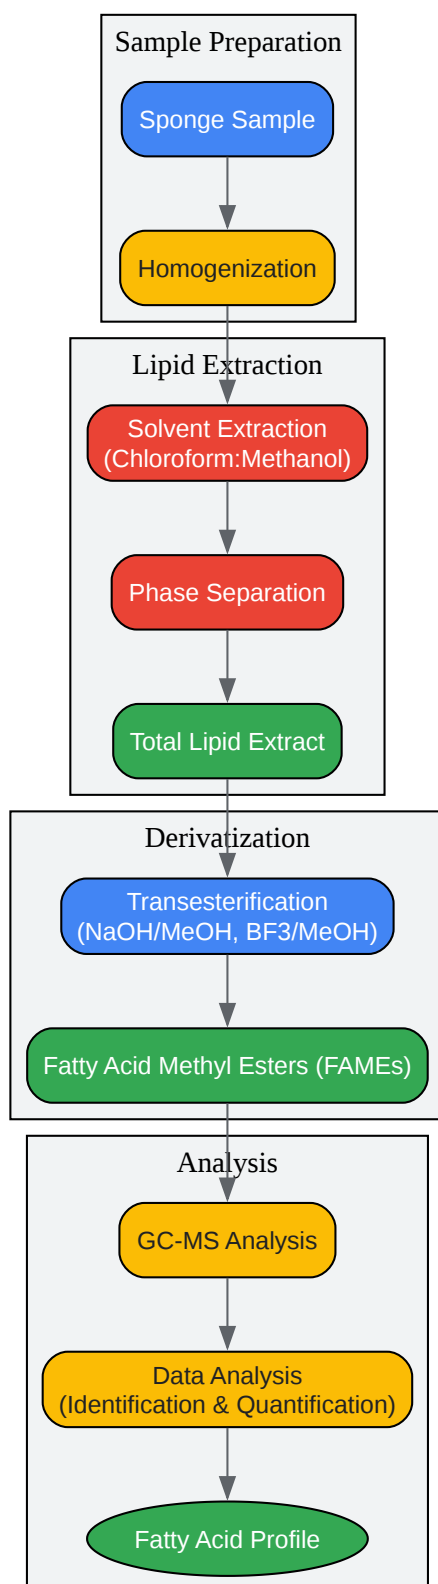 Sample Preparation
Sponge Sample
Homogenization
Lipid Extraction
Solvent Extraction
(Chloroform:Methanol)
Phase Separation
Total Lipid Extract
Derivatization
Transesterification
(NaOH/MeOH, BF3/MeOH)
Fatty Acid Methyl Esters (FAMEs)
Analysis
GC-MS Analysis
Data Analysis
(Identification & Quantification)
Fatty Acid Profile